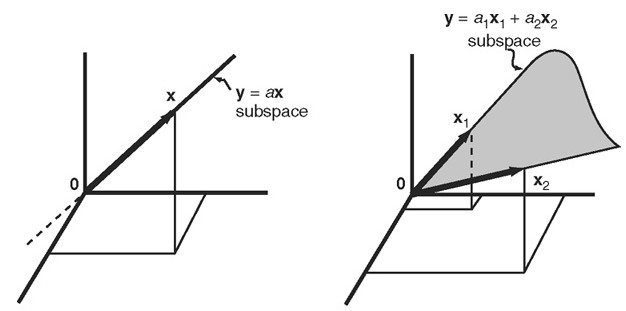 x
y = ax
subspace
0
y = a₁x₁ + a₂x₂
subspace
x₁
0
x₂